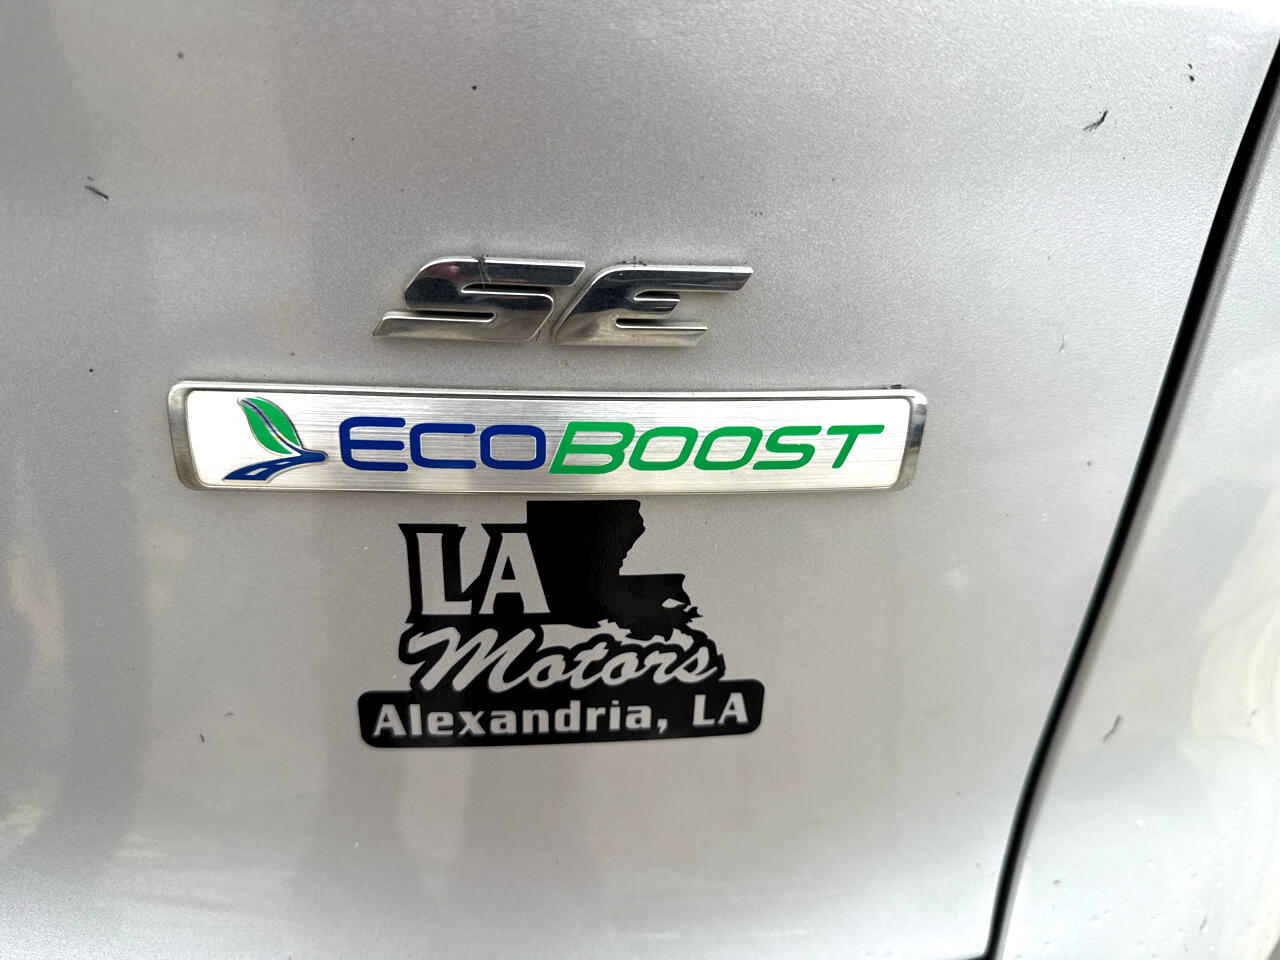 SE
ECOBOOST
LA
Motors
Alexandria, LA